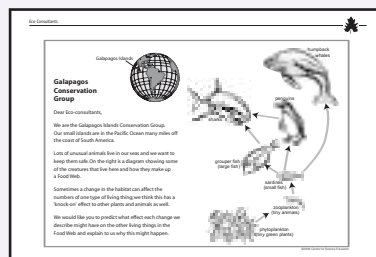 Eco Consultants
Galapagos Islands
Galapagos
Conservation
Group
Dear Eco-consultants,
We are the Galapagos Islands Conservation Group.
Our small islands are in the Pacific Ocean many miles off
the coast of South America.
Lots of unusual animals live in our seas and we want to
keep them safe. On the right is a diagram showing some
of the creatures that live here and how they make up
a Food Web.
Sometimes a change in the habitat can affect the
numbers of one type of living thing; we think this has a
'knock-on' effect to other plants and animals as well.
We would like you to predict what effect each change we
describe might have on the other living things in the
Food Web and explain to us why this might happen.
humpback
whales
penguins
sharks
grouper fish
(large fish)
sardines
(small fish)
zooplankton
(tiny animals)
phytoplankton
(tiny green plants)